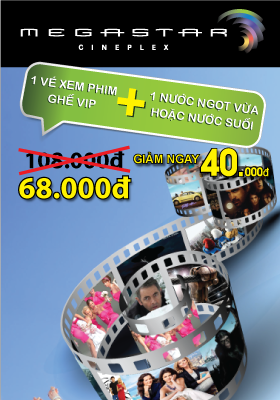 MEGASTAR
CINEPLEX
1 VÉ XEM PHIM
GHẾ VIP
+
1 NƯỚC NGỌT VỪA
HOẶC NƯỚC SUỐI
108.000đ
GIẢM NGAY 40.000đ
68.000đ